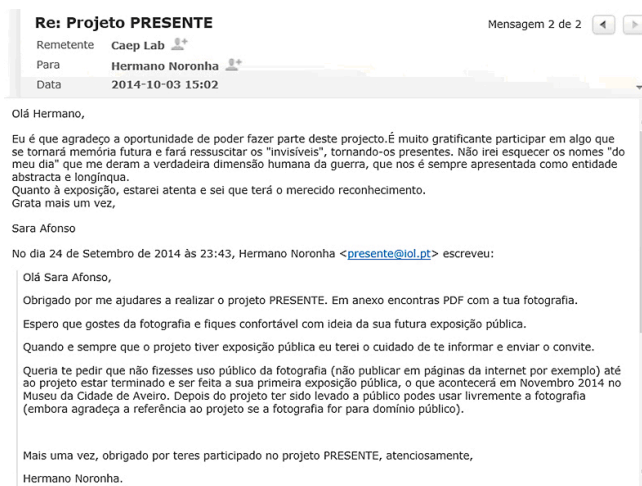 Re: Projeto PRESENTE
Mensagem 2 de 2
Remetente Caep Lab
Para Hermano Noronha
Data 2014-10-03 15:02
Olá Hermano,
Eu é que agradeço a oportunidade de poder fazer parte deste projecto.É muito gratificante participar em algo que
se tornará memória futura e fará ressuscitar os "invisíveis", tornando-os presentes. Não irei esquecer os nomes "do
meu dia" que me deram a verdadeira dimensão humana da guerra, que nos é sempre apresentada como entidade
abstracta e longínqua.
Quanto à exposição, estarei atenta e sei que terá o merecido reconhecimento.
Grata mais um vez,
Sara Afonso
No dia 24 de Setembro de 2014 às 23:43, Hermano Noronha <presente@iol.pt> escreveu:
Olá Sara Afonso,
Obrigado por me ajudares a realizar o projeto PRESENTE. Em anexo encontras PDF com a tua fotografia.
Espero que gostes da fotografia e fiques confortável com ideia da sua futura exposição pública.
Quando e sempre que o projeto tiver exposição pública eu terei o cuidado de te informar e enviar o convite.
Queria te pedir que não fizesses uso público da fotografia (não publicar em páginas da internet por exemplo) até
ao projeto estar terminado e ser feita a sua primeira exposição pública, o que acontecerá em Novembro 2014 no
Museu da Cidade de Aveiro. Depois do projeto ter sido levado a público podes usar livremente a fotografia
(embora agradeça a referência ao projeto se a fotografia for para domínio público).
Mais uma vez, obrigado por teres participado no projeto PRESENTE, atenciosamente,
Hermano Noronha.